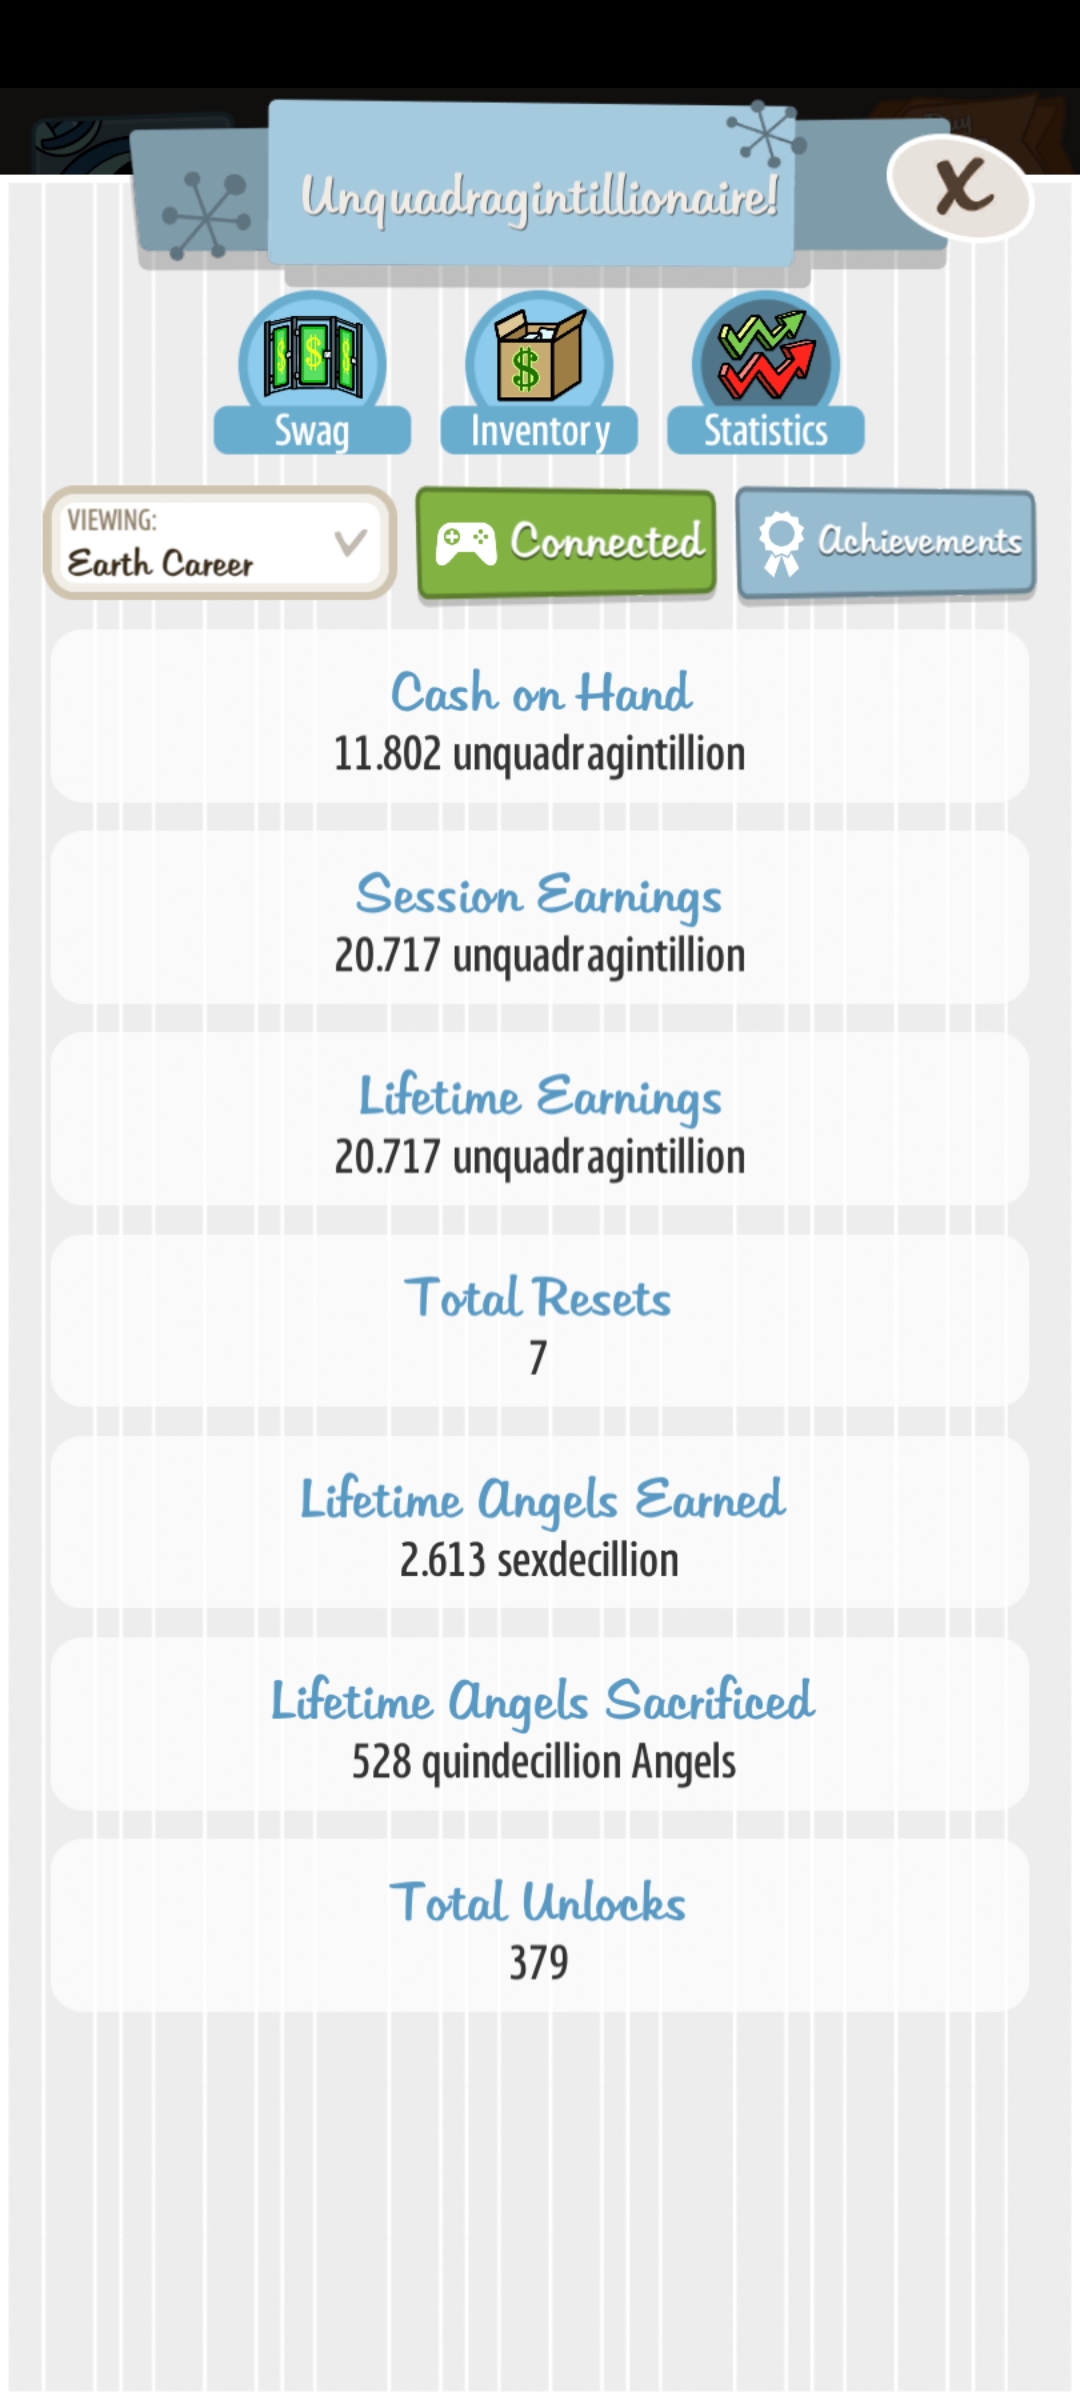 Unquadragintillionaire!
X
Swag
Inventory
Statistics
VIEWING:
Earth Career
Connected
Achievements
Cash on Hand
11.802 unquadragintillion
Session Earnings
20.717 unquadragintillion
Lifetime Earnings
20.717 unquadragintillion
Total Resets
7
Lifetime Angels Earned
2.613 sexdecillion
Lifetime Angels Sacrificed
528 quindecillion Angels
Total Unlocks
379